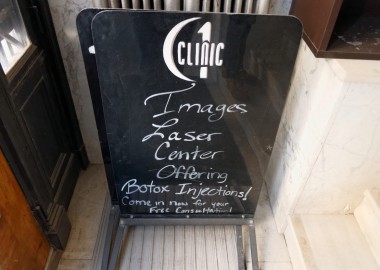 CLINIC
1
Images
Laser
Center
Offering
Botox Injections!
Come in now for your
Free Consultation!